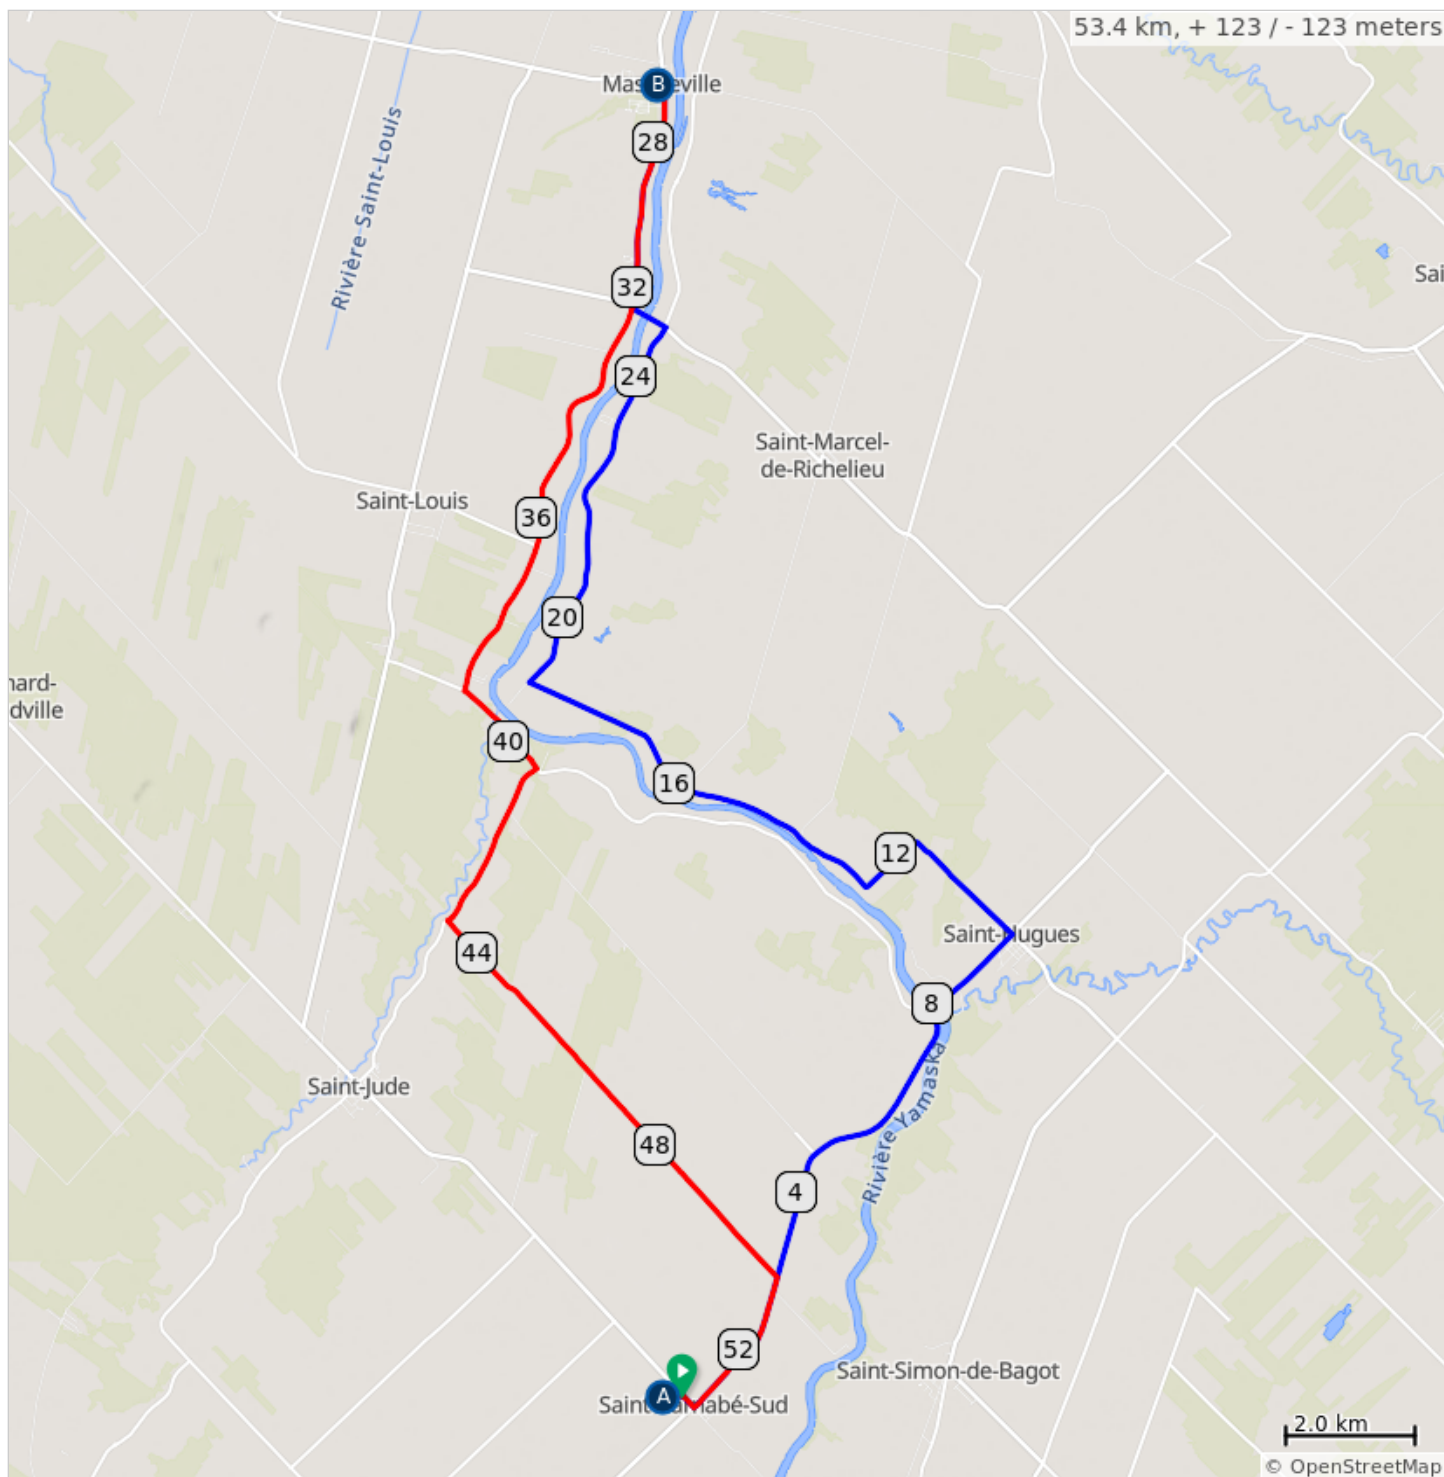 53.4 km, + 123 / - 123 meters
B
28
Rivière Saint-Louis
32
24
Saint-Marcel-
de-Richelieu
Saint-Louis
36
20
40
16
12
Saint-Hugues
44
8
Rivière Yamaska
Saint-Jude
48
4
52
Saint-Simon-de-Bagot
A
2.0 km
© OpenStreetMap